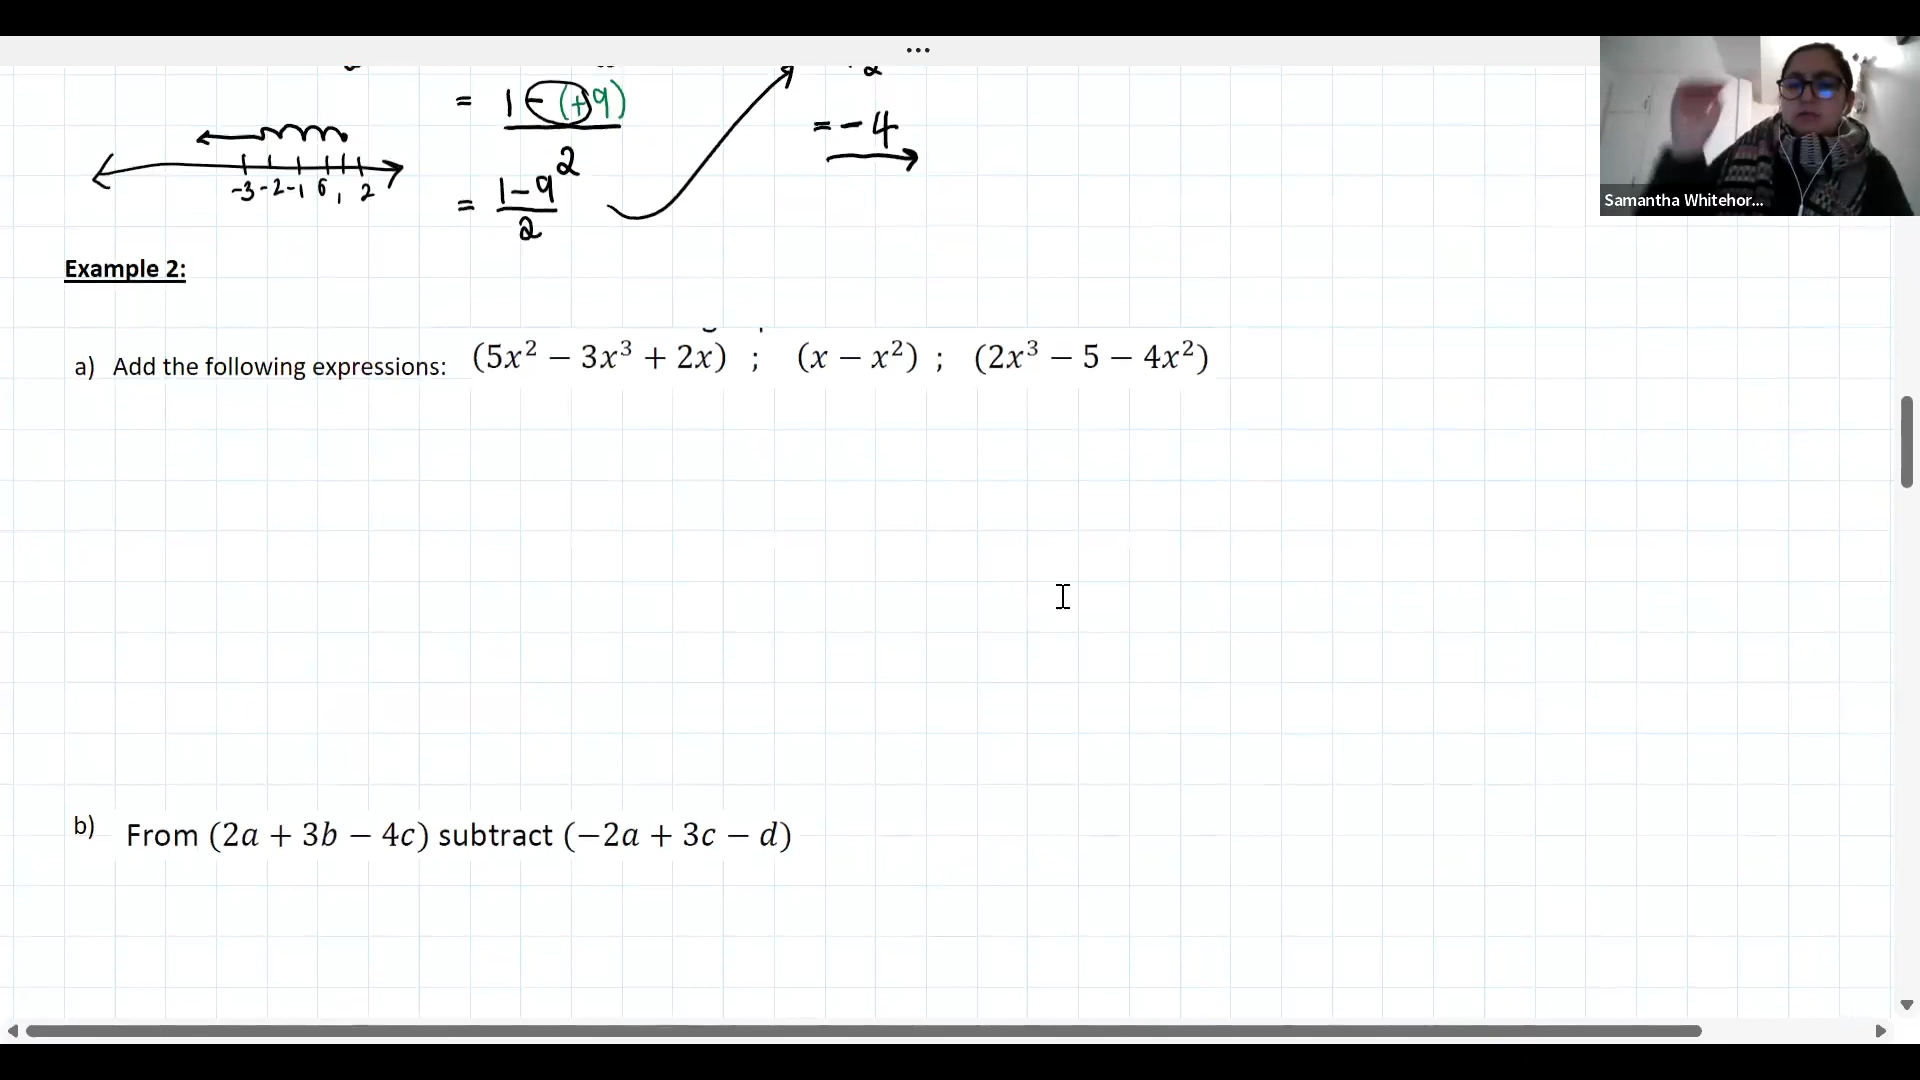 •••
= 1 - (+9)
2
= 1 - 9
2
= - 4
-3 -2 -1 0 1 2
Samantha Whitehor...
Example 2:
a) Add the following expressions: (5x² − 3x³ + 2x) ; (x − x²) ; (2x³ − 5 − 4x²)
b) From (2a + 3b − 4c) subtract (−2a + 3c − d)